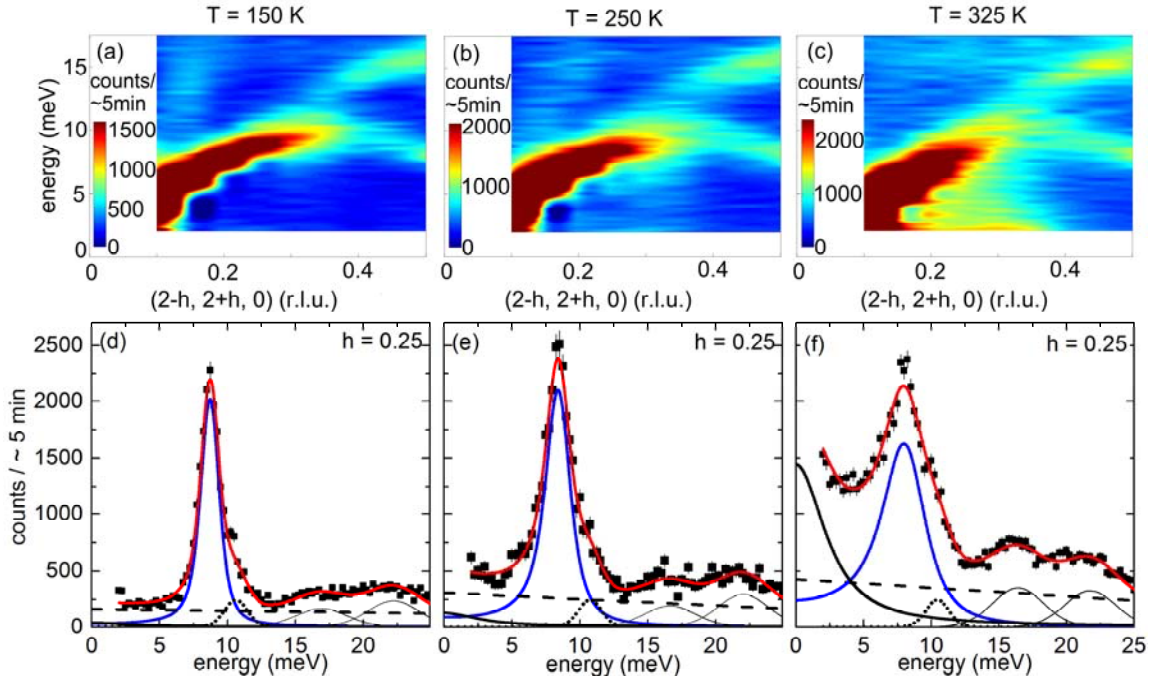 T = 150 K
T = 250 K
T = 325 K
(a)
counts/
~5min
1500
1000
500
0
(b)
counts/
~5min
2000
1000
0
(c)
counts/
~5min
2000
1000
0
energy (meV)
15
10
5
0
0 0.2 0.4
0 0.2 0.4
0 0.2 0.4
(2-h, 2+h, 0) (r.l.u.)
(2-h, 2+h, 0) (r.l.u.)
(2-h, 2+h, 0) (r.l.u.)
(d) h = 0.25
(e) h = 0.25
(f) h = 0.25
counts / ~ 5 min
2500
2000
1500
1000
500
0
0 5 10 15 20
0 5 10 15 20
0 5 10 15 20 25
energy (meV)
energy (meV)
energy (meV)